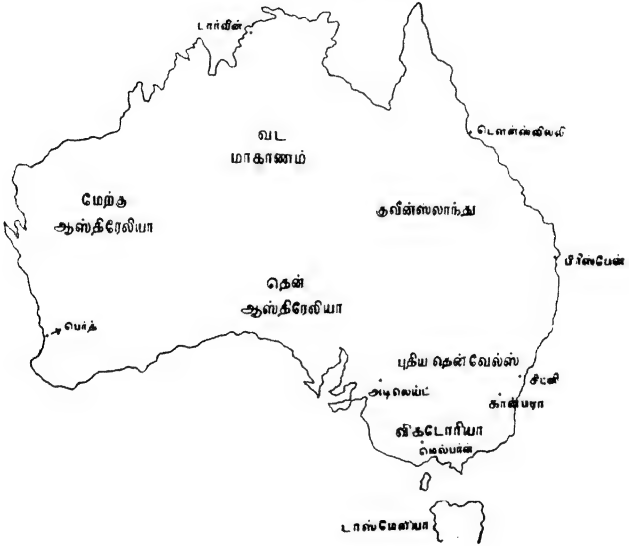 டார்வின்
டௌன்ஸ்வில்லி
வட
மாகாணம்
மேற்கு
ஆஸ்திரேலியா
குவீன்ஸ்லாந்து
பிரிஸ்பேன்
தென்
ஆஸ்திரேலியா
பெர்த்
புதிய தென் வேல்ஸ்
சிட்னி
அடிலெய்ட்
கான்பரா
விக்டோரியா
மெல்பர்ன்
டாஸ்மேனியா